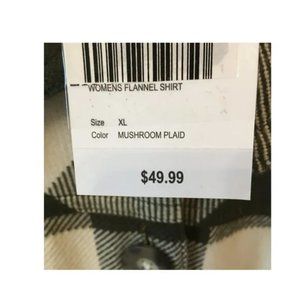 WOMENS FLANNEL SHIRT
Size XL
Color MUSHROOM PLAID
$49.99